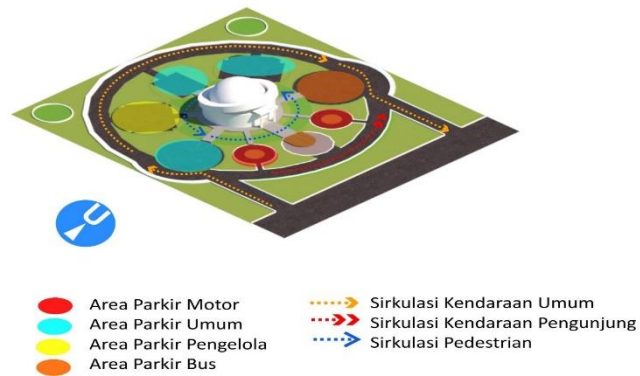 U
Area Parkir Motor
Area Parkir Umum
Area Parkir Pengelola
Area Parkir Bus
Sirkulasi Kendaraan Umum
Sirkulasi Kendaraan Pengunjung
Sirkulasi Pedestrian